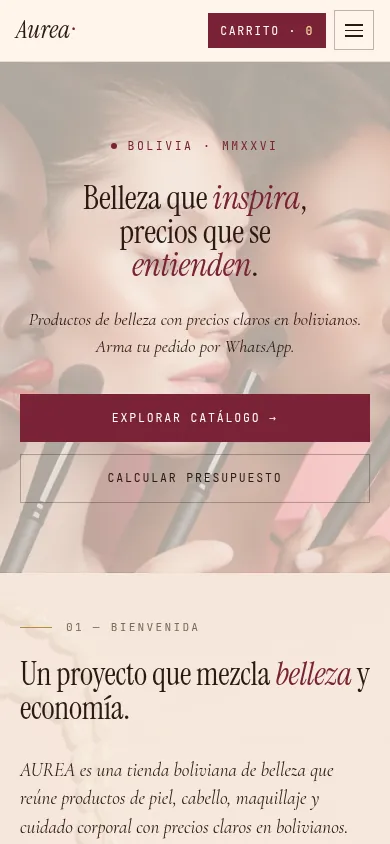 Aurea·
CARRITO · 0
BOLIVIA · MMXXVI
Belleza que inspira,
precios que se
entienden.
Productos de belleza con precios claros en bolivianos.
Arma tu pedido por WhatsApp.
EXPLORAR CATÁLOGO →
CALCULAR PRESUPUESTO
01 — BIENVENIDA
Un proyecto que mezcla belleza y
economía.
AUREA es una tienda boliviana de belleza que
reúne productos de piel, cabello, maquillaje y
cuidado corporal con precios claros en bolivianos.